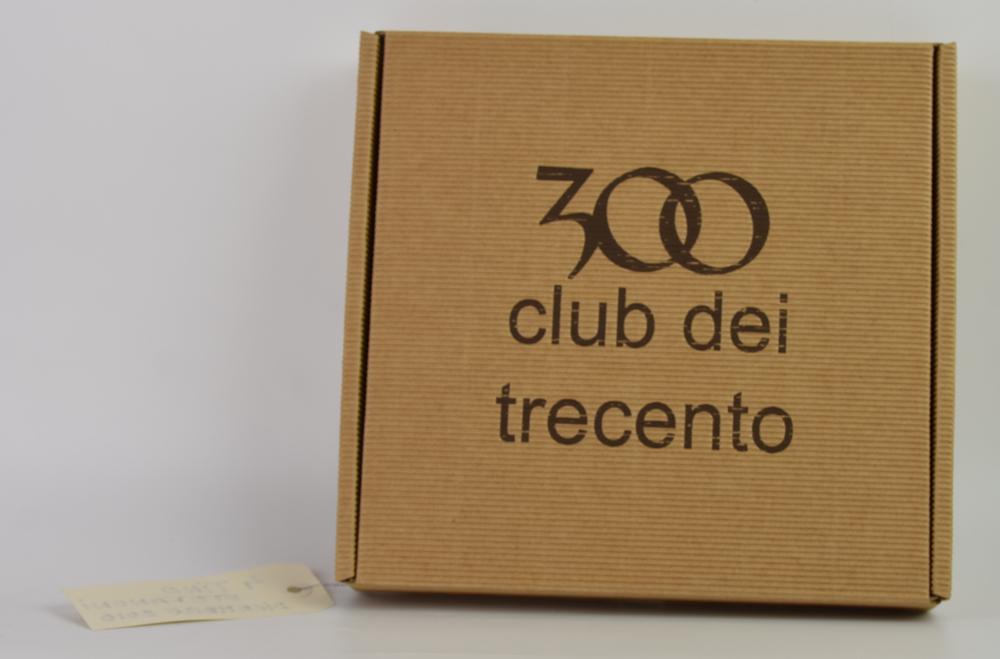 300
club dei
trecento